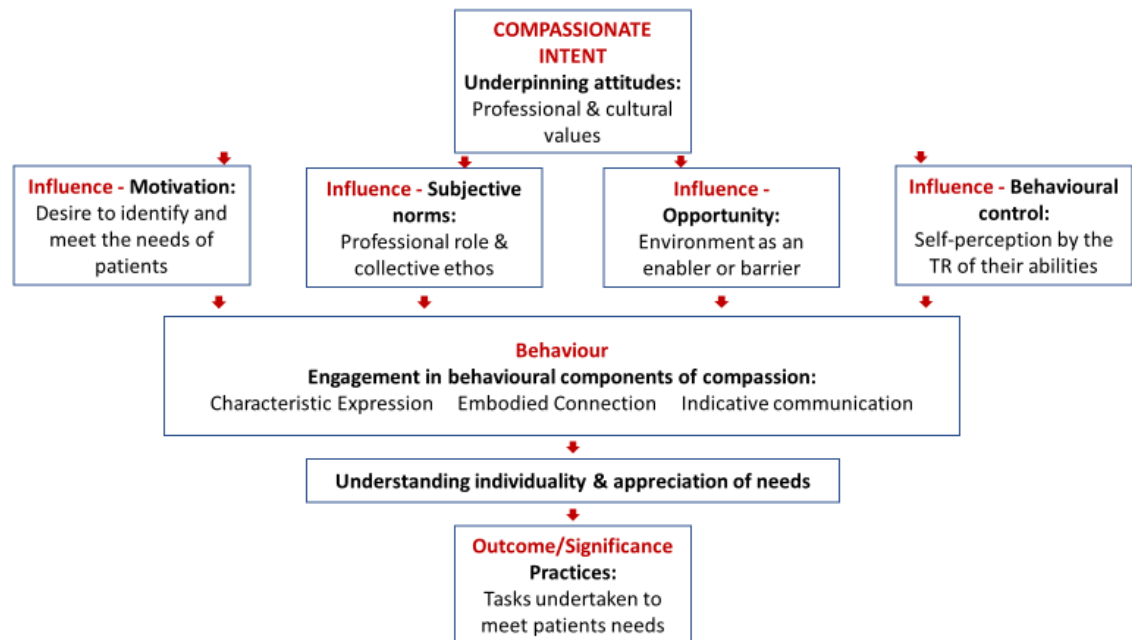 COMPASSIONATE
INTENT
Underpinning attitudes:
Professional & cultural
values
Influence - Motivation:
Desire to identify and
meet the needs of
patients
Influence - Subjective
norms:
Professional role &
collective ethos
Influence -
Opportunity:
Environment as an
enabler or barrier
Influence - Behavioural
control:
Self-perception by the
TR of their abilities
Behaviour
Engagement in behavioural components of compassion:
Characteristic Expression Embodied Connection Indicative communication
Understanding individuality & appreciation of needs
Outcome/Significance
Practices:
Tasks undertaken to
meet patients needs